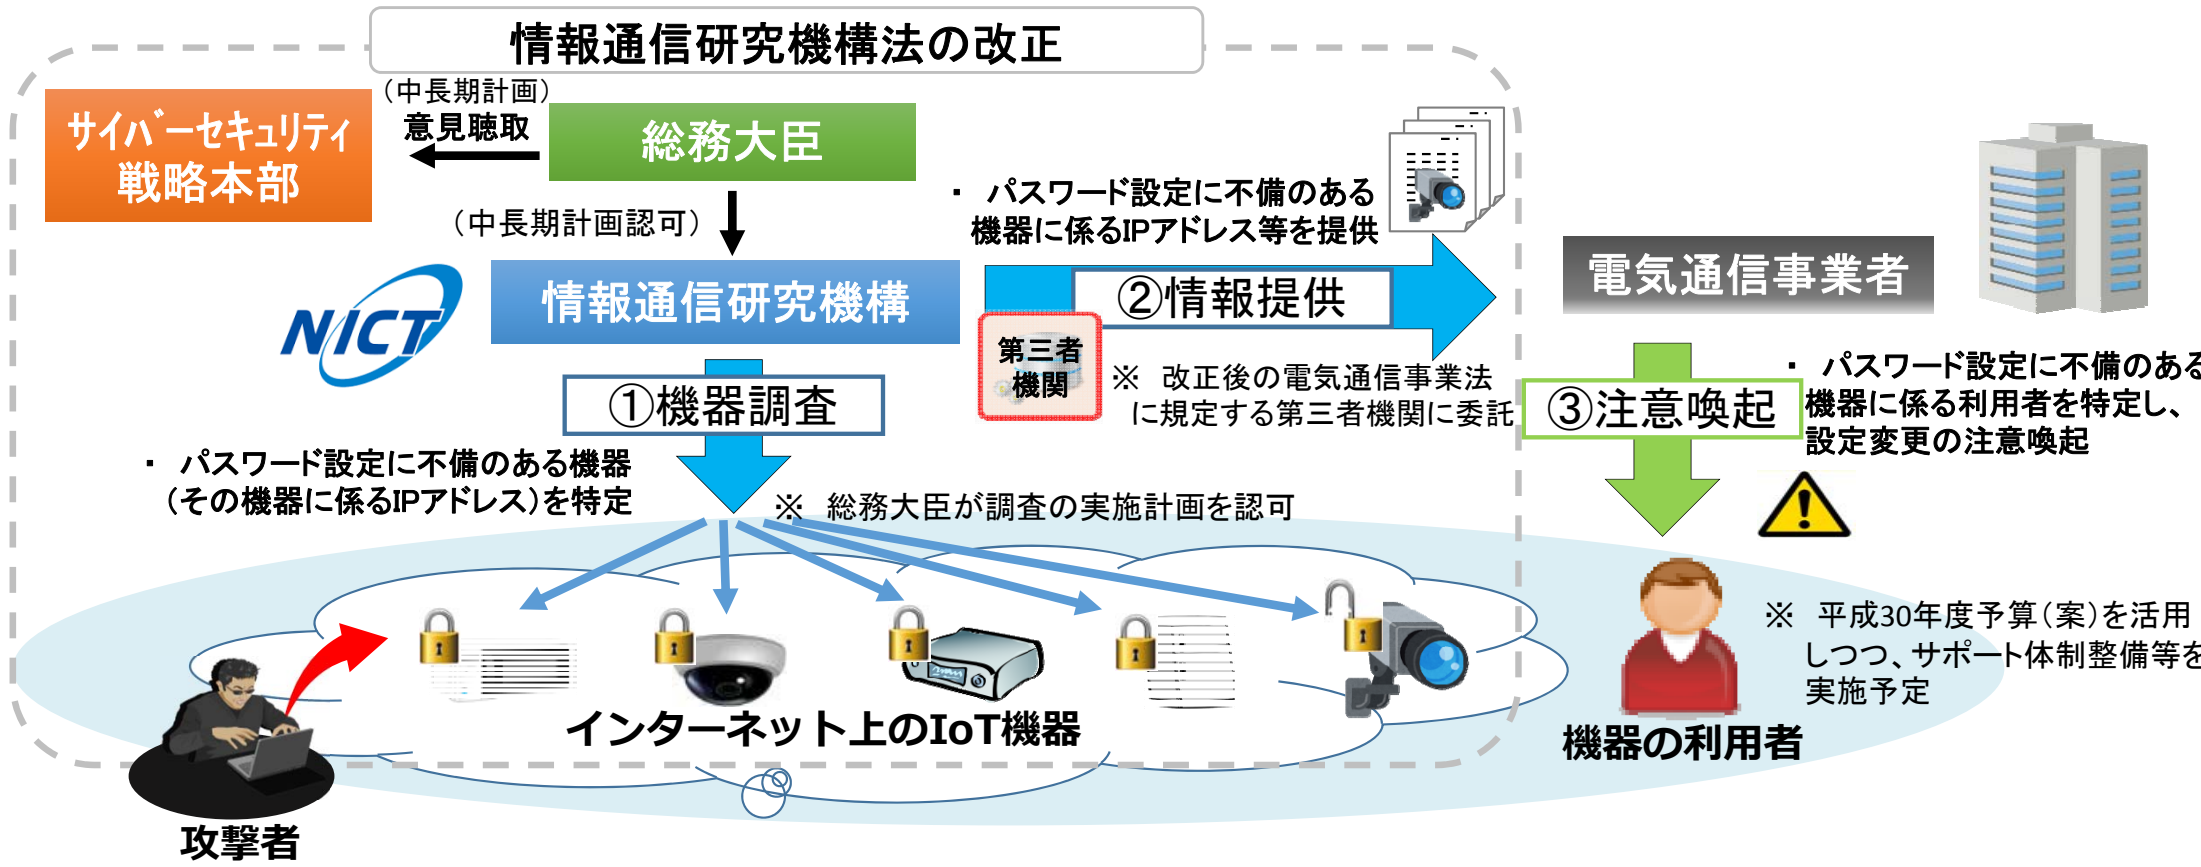 情報通信研究機構法の改正
（中長期計画）
意見聴取
サイバーセキュリティ
戦略本部
総務大臣
（中長期計画認可）
・ パスワード設定に不備のある
機器に係るIPアドレス等を提供
NICT
情報通信研究機構
②情報提供
電気通信事業者
第三者
機関
※ 改正後の電気通信事業法
に規定する第三者機関に委託
①機器調査
③注意喚起
・ パスワード設定に不備のある
機器に係る利用者を特定し、
設定変更の注意喚起
・ パスワード設定に不備のある機器
（その機器に係るIPアドレス）を特定
※ 総務大臣が調査の実施計画を認可
※ 平成30年度予算（案）を活用
しつつ、サポート体制整備等を
実施予定
インターネット上のIoT機器
機器の利用者
攻撃者